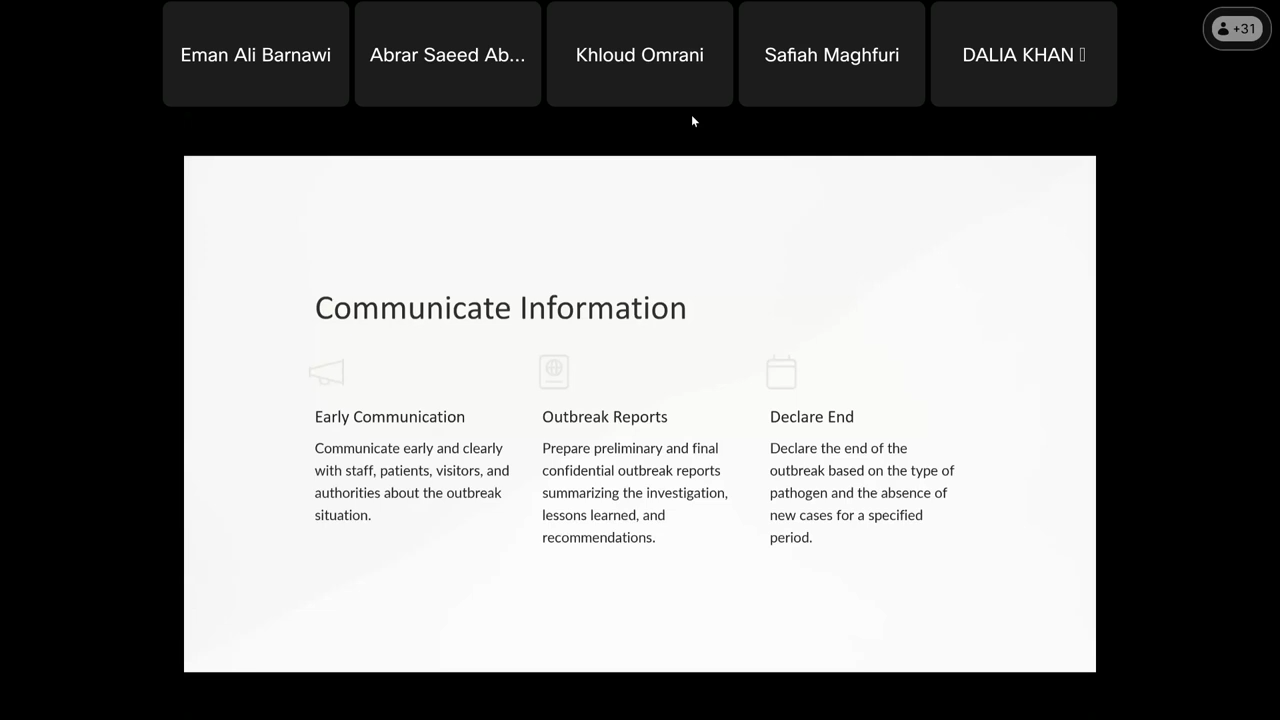 Eman Ali Barnawi
Abrar Saeed Ab...
Khloud Omrani
Safiah Maghfuri
DALIA KHAN
+31
Communicate Information
Early Communication
Communicate early and clearly
with staff, patients, visitors, and
authorities about the outbreak
situation.
Outbreak Reports
Prepare preliminary and final
confidential outbreak reports
summarizing the investigation,
lessons learned, and
recommendations.
Declare End
Declare the end of the
outbreak based on the type of
pathogen and the absence of
new cases for a specified
period.